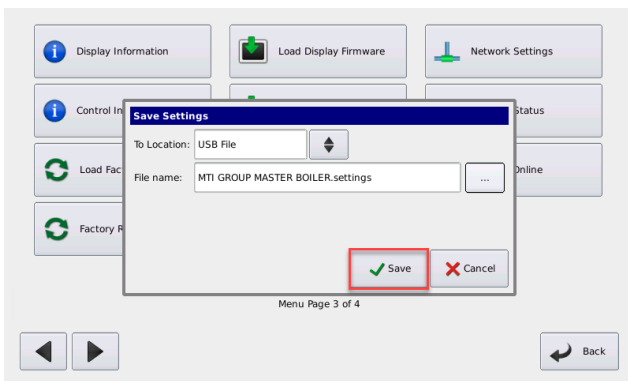 Display Information
Load Display Firmware
Network Settings
Control In
Status
Save Settings
To Location: USB File
Load Fac
Online
File name: MTI GROUP MASTER BOILER.settings ...
Factory R
Save
Cancel
Menu Page 3 of 4
Back